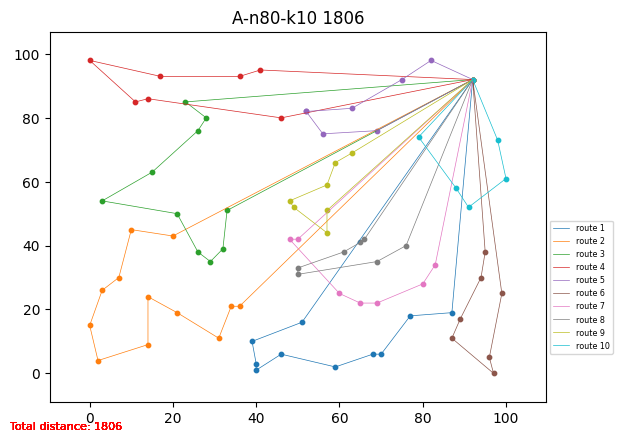 A-n80-k10 1806
100
80
60
40
20
0
0
20
40
60
80
100
route 1
route 2
route 3
route 4
route 5
route 6
route 7
route 8
route 9
route 10
Total distance: 1806